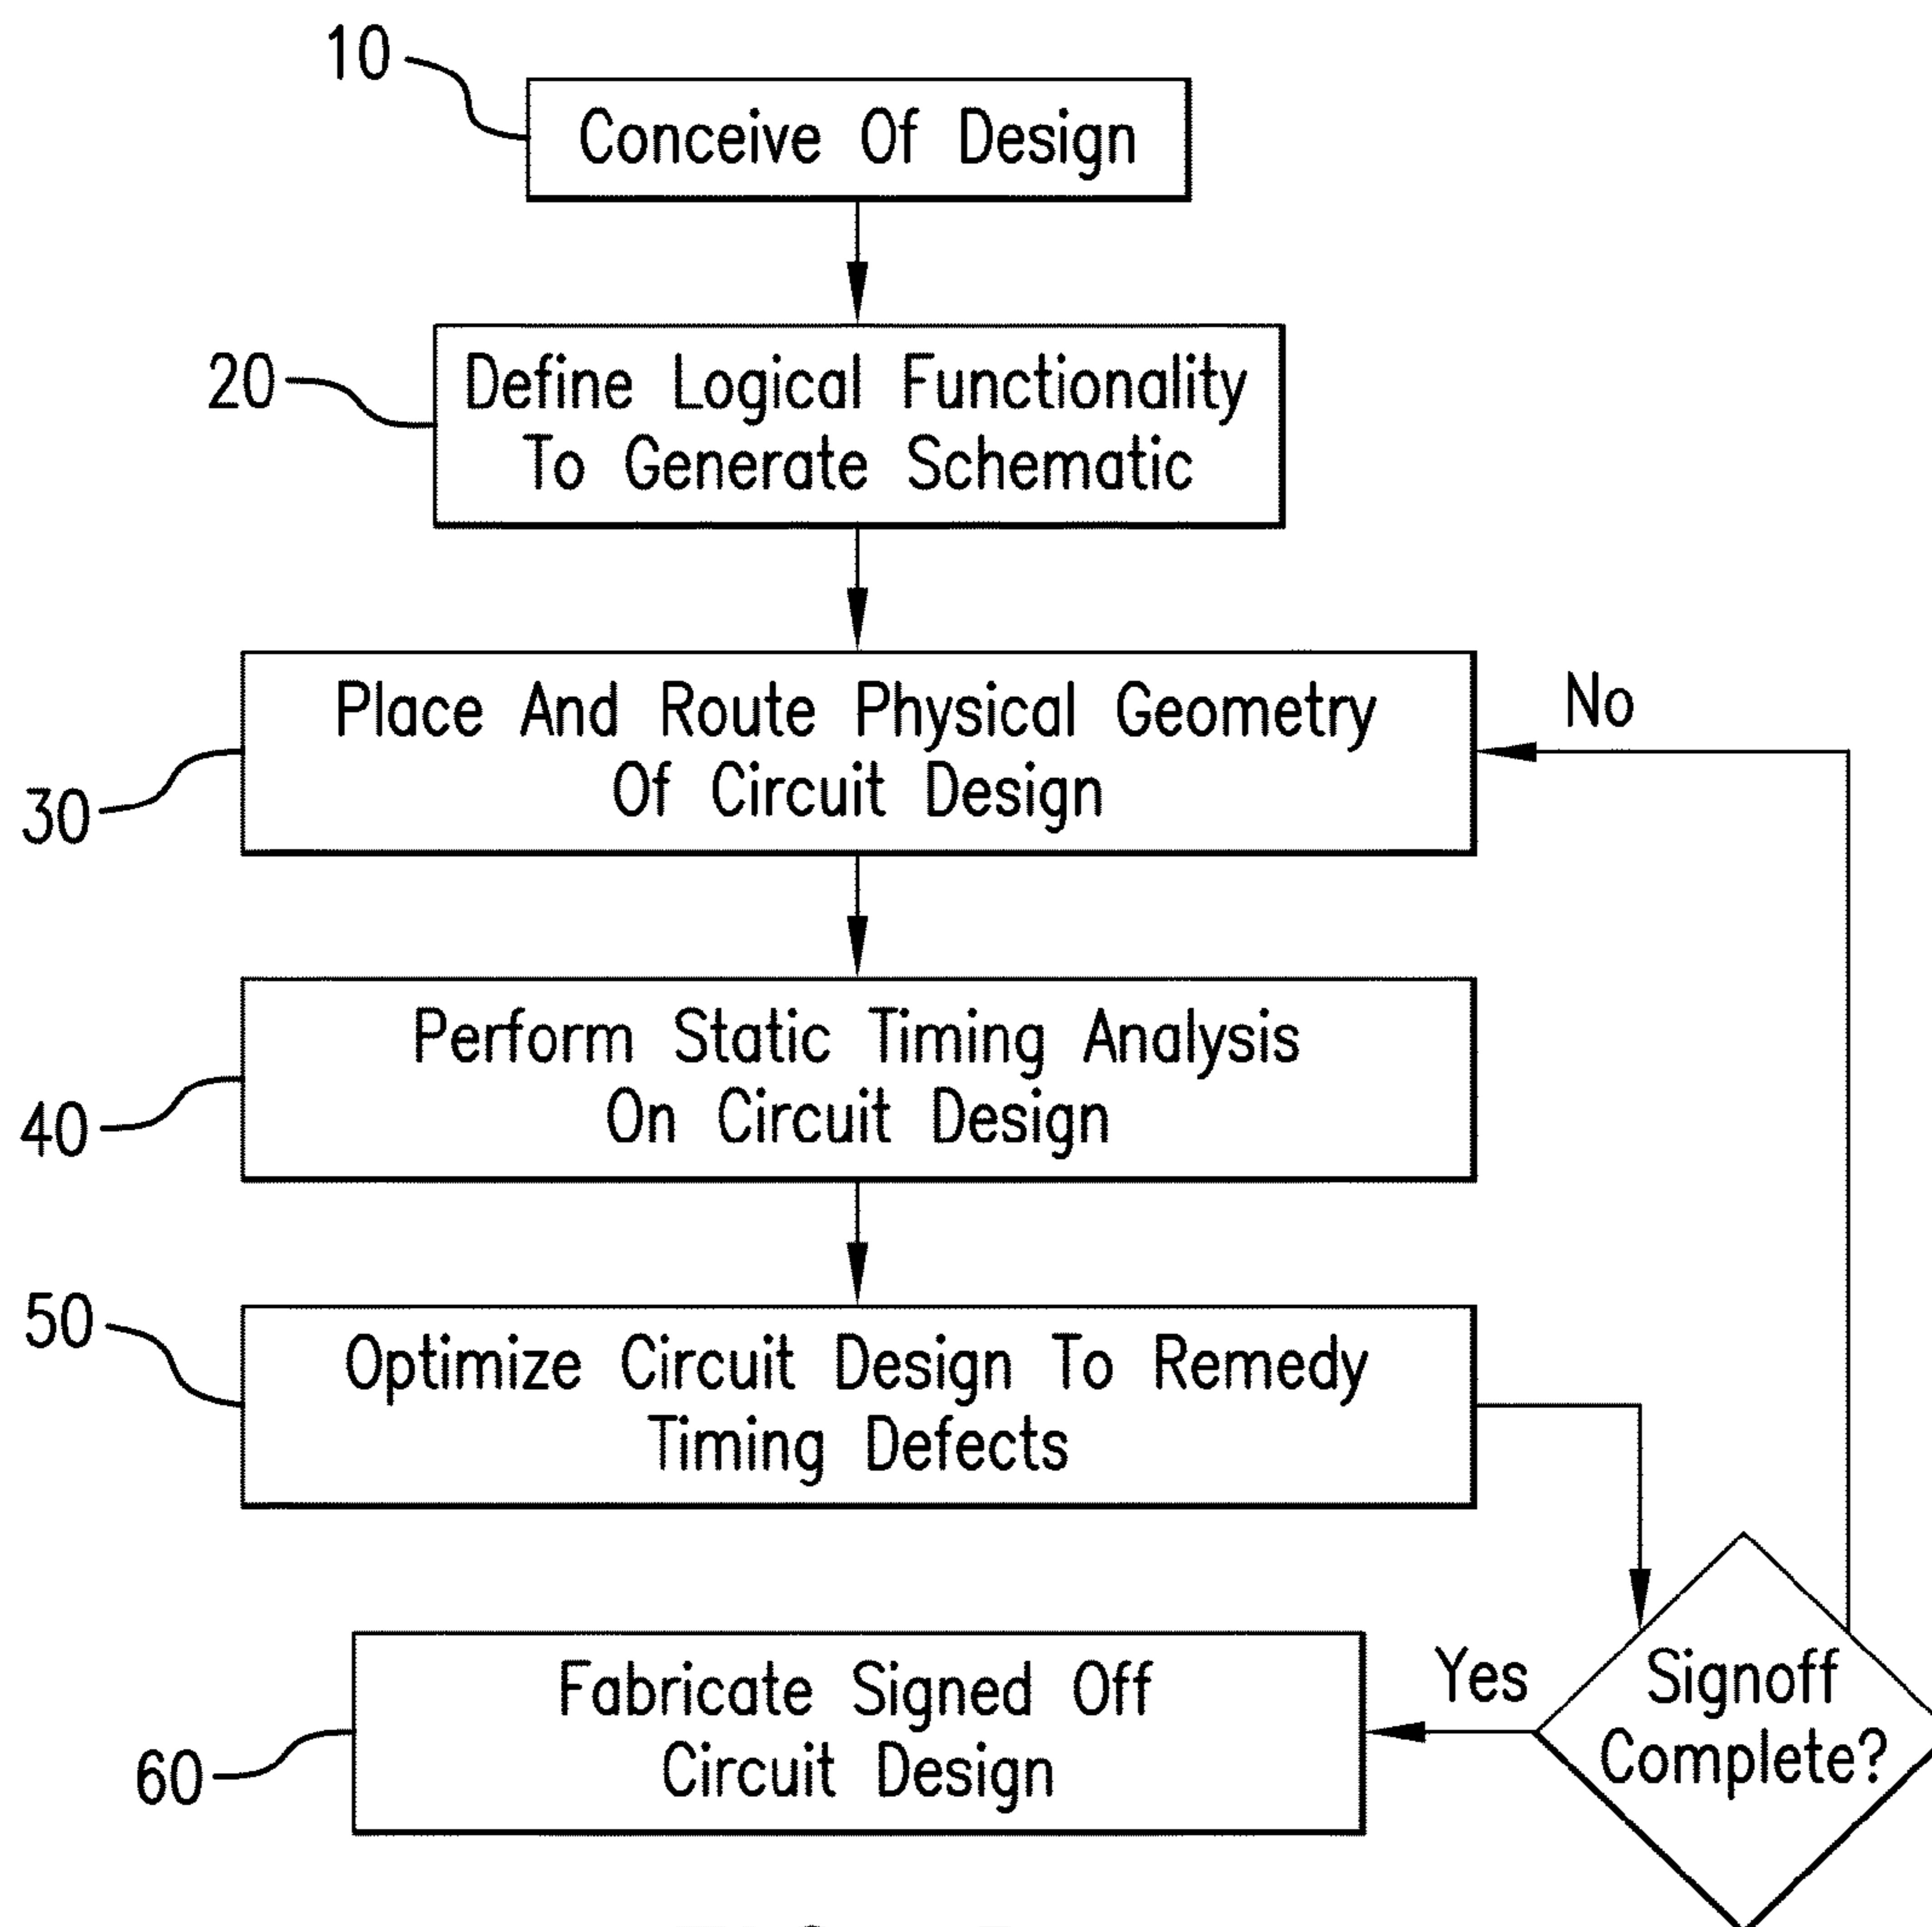 10
Conceive Of Design
20
Define Logical Functionality
To Generate Schematic
30
Place And Route Physical Geometry
Of Circuit Design
No
40
Perform Static Timing Analysis
On Circuit Design
50
Optimize Circuit Design To Remedy
Timing Defects
60
Fabricate Signed Off
Circuit Design
Yes
Signoff
Complete?